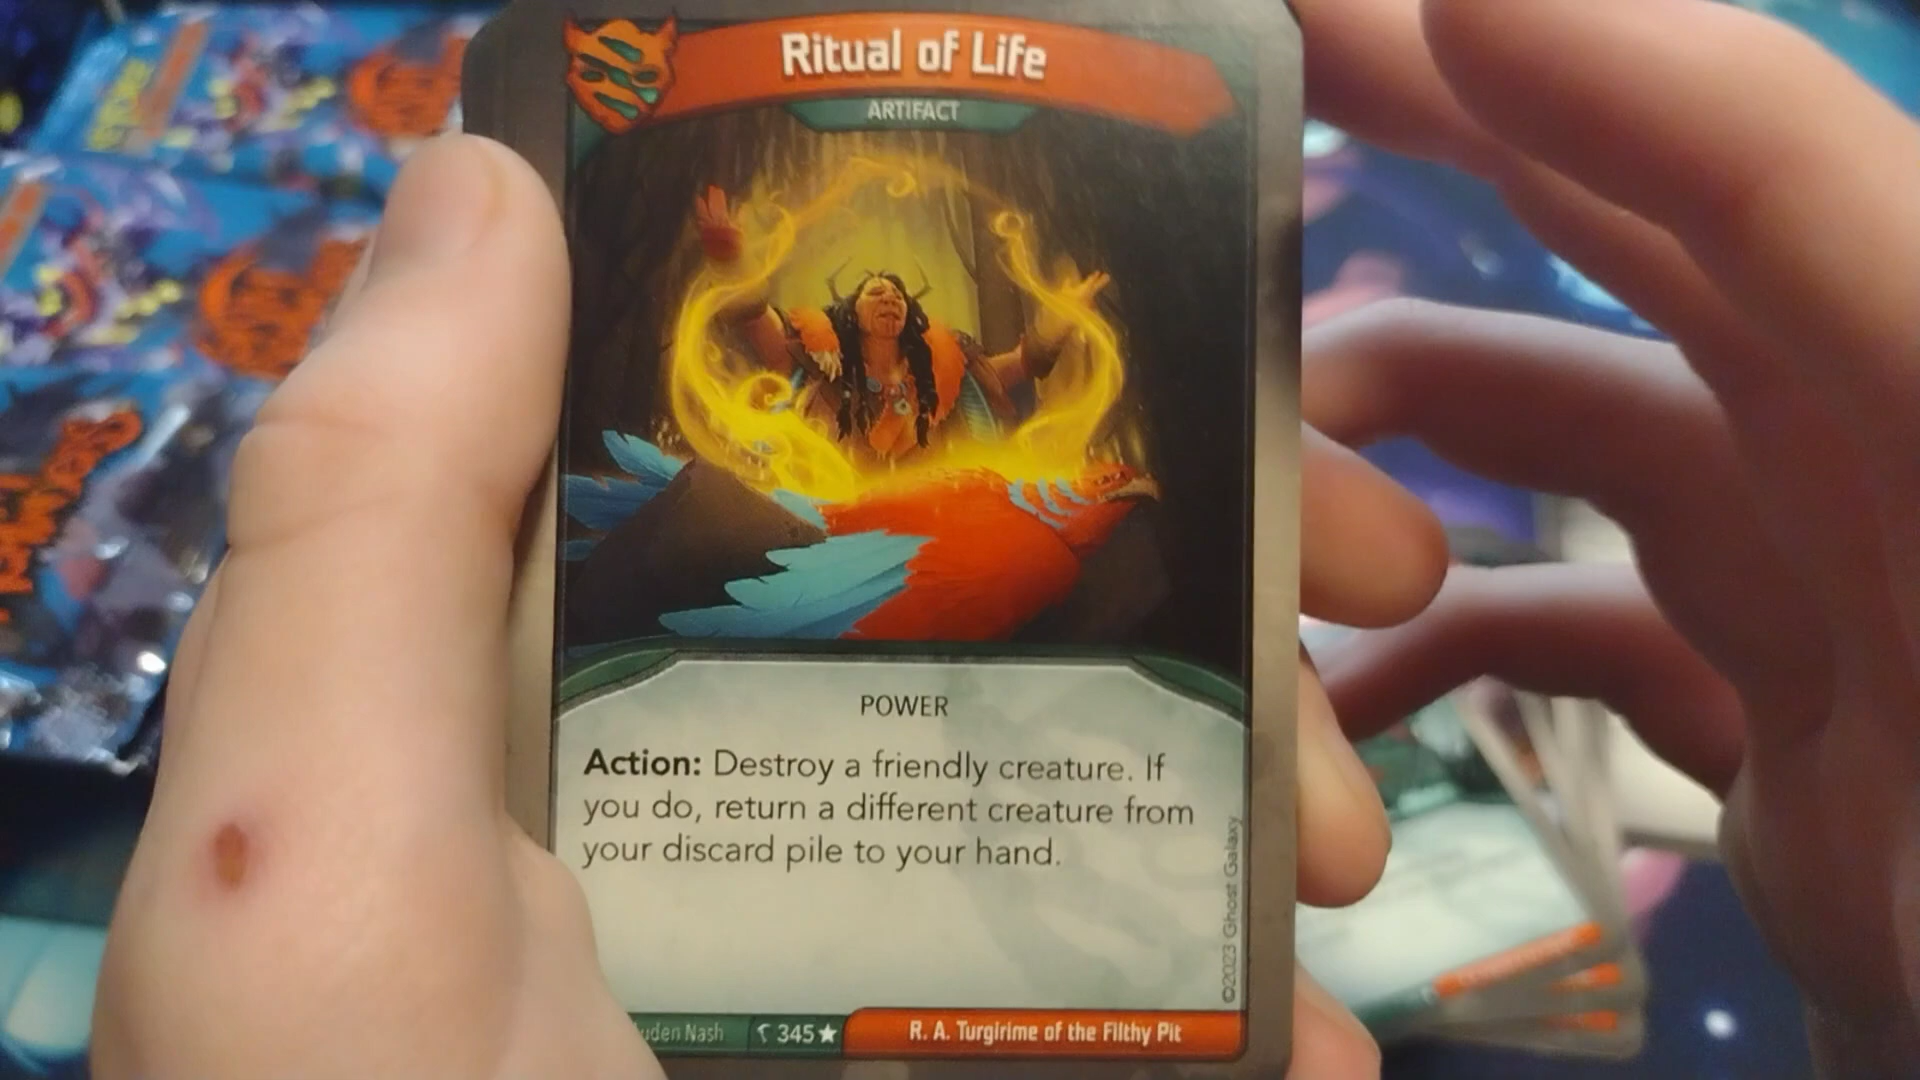 Ritual of Life
ARTIFACT
POWER
Action: Destroy a friendly creature. If
you do, return a different creature from
your discard pile to your hand.
©2023 Ghost Galaxy
Nash
345
R. A. Turgirime of the Filthy Pit